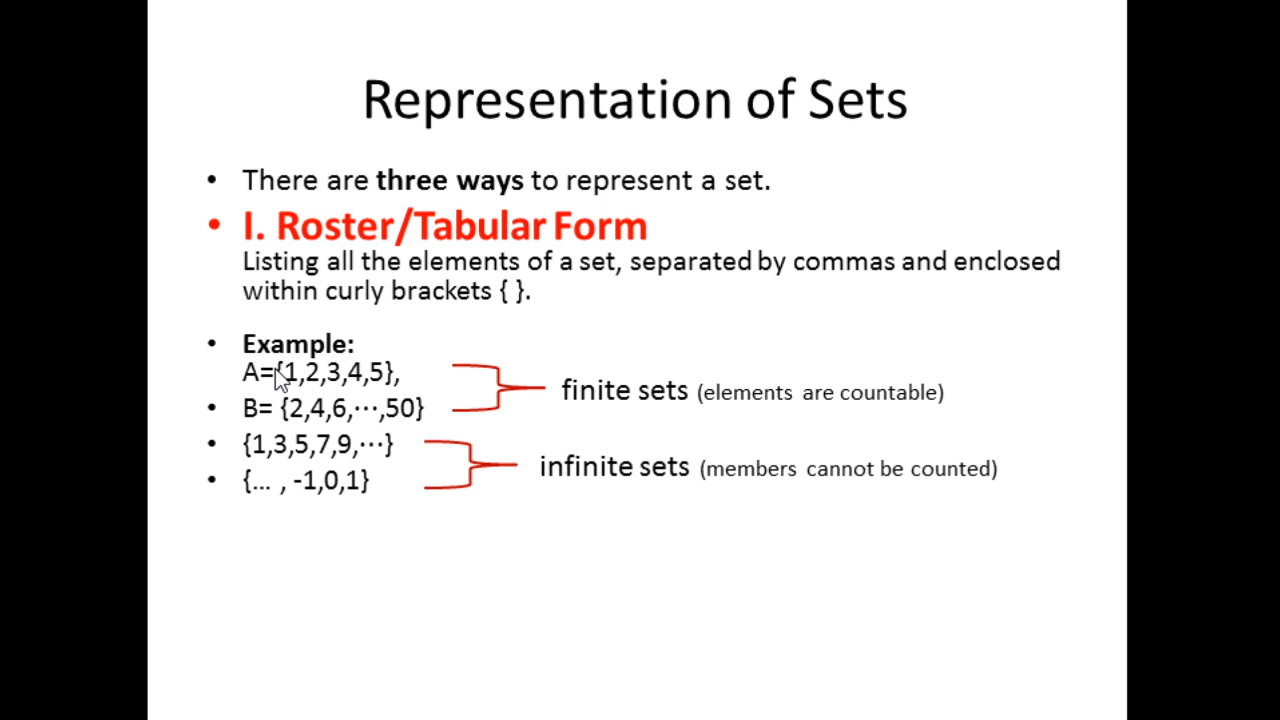 Representation of Sets
• There are three ways to represent a set.
• I. Roster/Tabular Form
Listing all the elements of a set, separated by commas and enclosed
within curly brackets { }.
• Example:
A={1,2,3,4,5},
• B= {2,4,6,⋯,50}
finite sets (elements are countable)
• {1,3,5,7,9,⋯}
• {... , -1,0,1}
infinite sets (members cannot be counted)